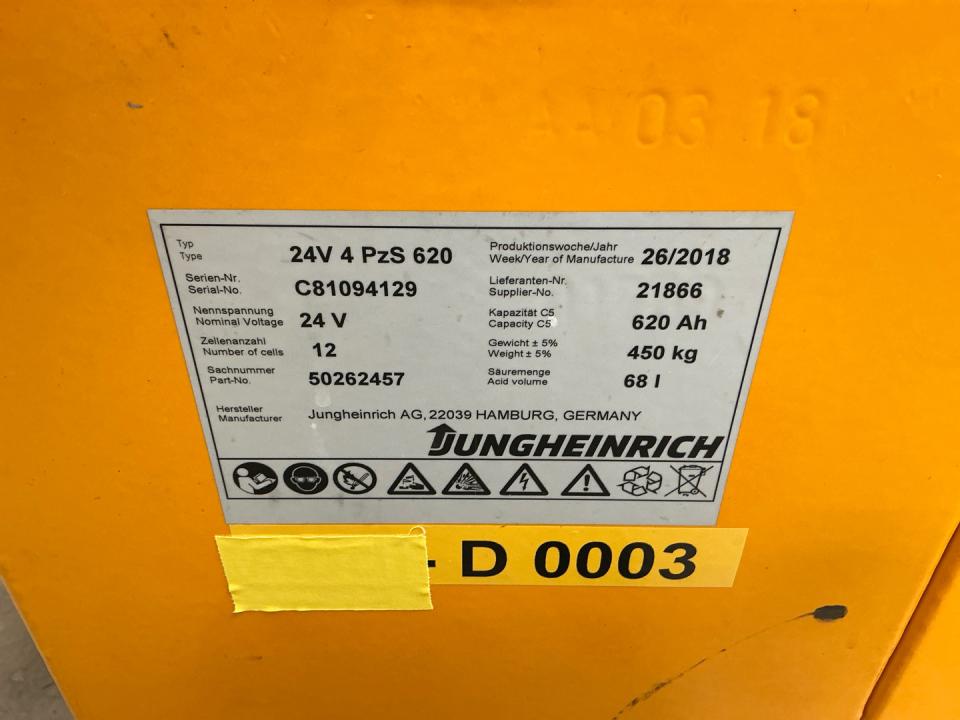 03 18
Typ
Type 24V 4 PzS 620
Produktionswoche/Jahr
Week/Year of Manufacture 26/2018
Serien-Nr.
Serial-No. C81094129
Lieferanten-Nr.
Supplier-No. 21866
Nennspannung
Nominal Voltage 24 V
Kapazität C5
Capacity C5 620 Ah
Zellenanzahl
Number of cells 12
Gewicht ± 5%
Weight ± 5% 450 kg
Sachnummer
Part-No. 50262457
Säuremenge
Acid volume 68 l
Hersteller
Manufacturer Jungheinrich AG, 22039 HAMBURG, GERMANY
JUNGHEINRICH
- D 0003